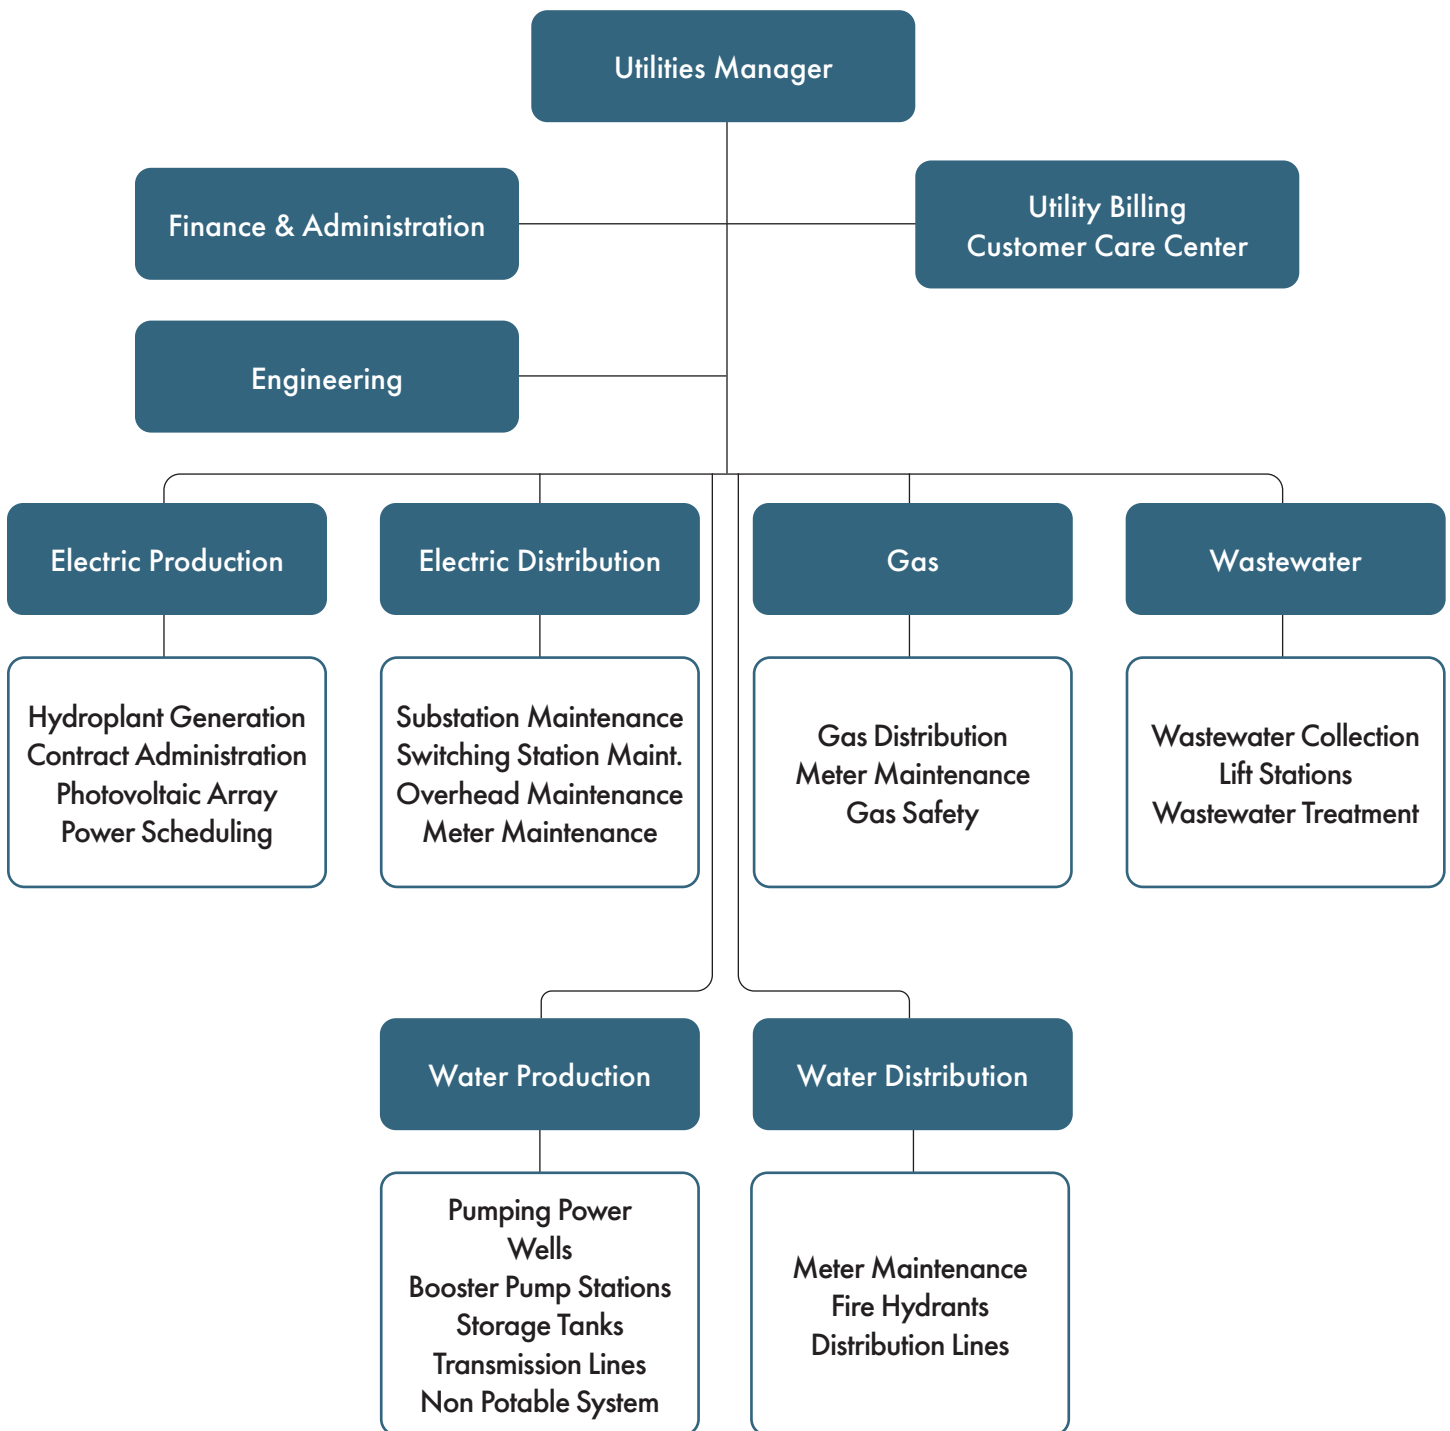 Utilities Manager
Finance & Administration
Utility Billing
Customer Care Center
Engineering
Electric Production
Electric Distribution
Gas
Wastewater
Hydroplant Generation
Contract Administration
Photovoltaic Array
Power Scheduling
Substation Maintenance
Switching Station Maint.
Overhead Maintenance
Meter Maintenance
Gas Distribution
Meter Maintenance
Gas Safety
Wastewater Collection
Lift Stations
Wastewater Treatment
Water Production
Water Distribution
Pumping Power
Wells
Booster Pump Stations
Storage Tanks
Transmission Lines
Non Potable System
Meter Maintenance
Fire Hydrants
Distribution Lines